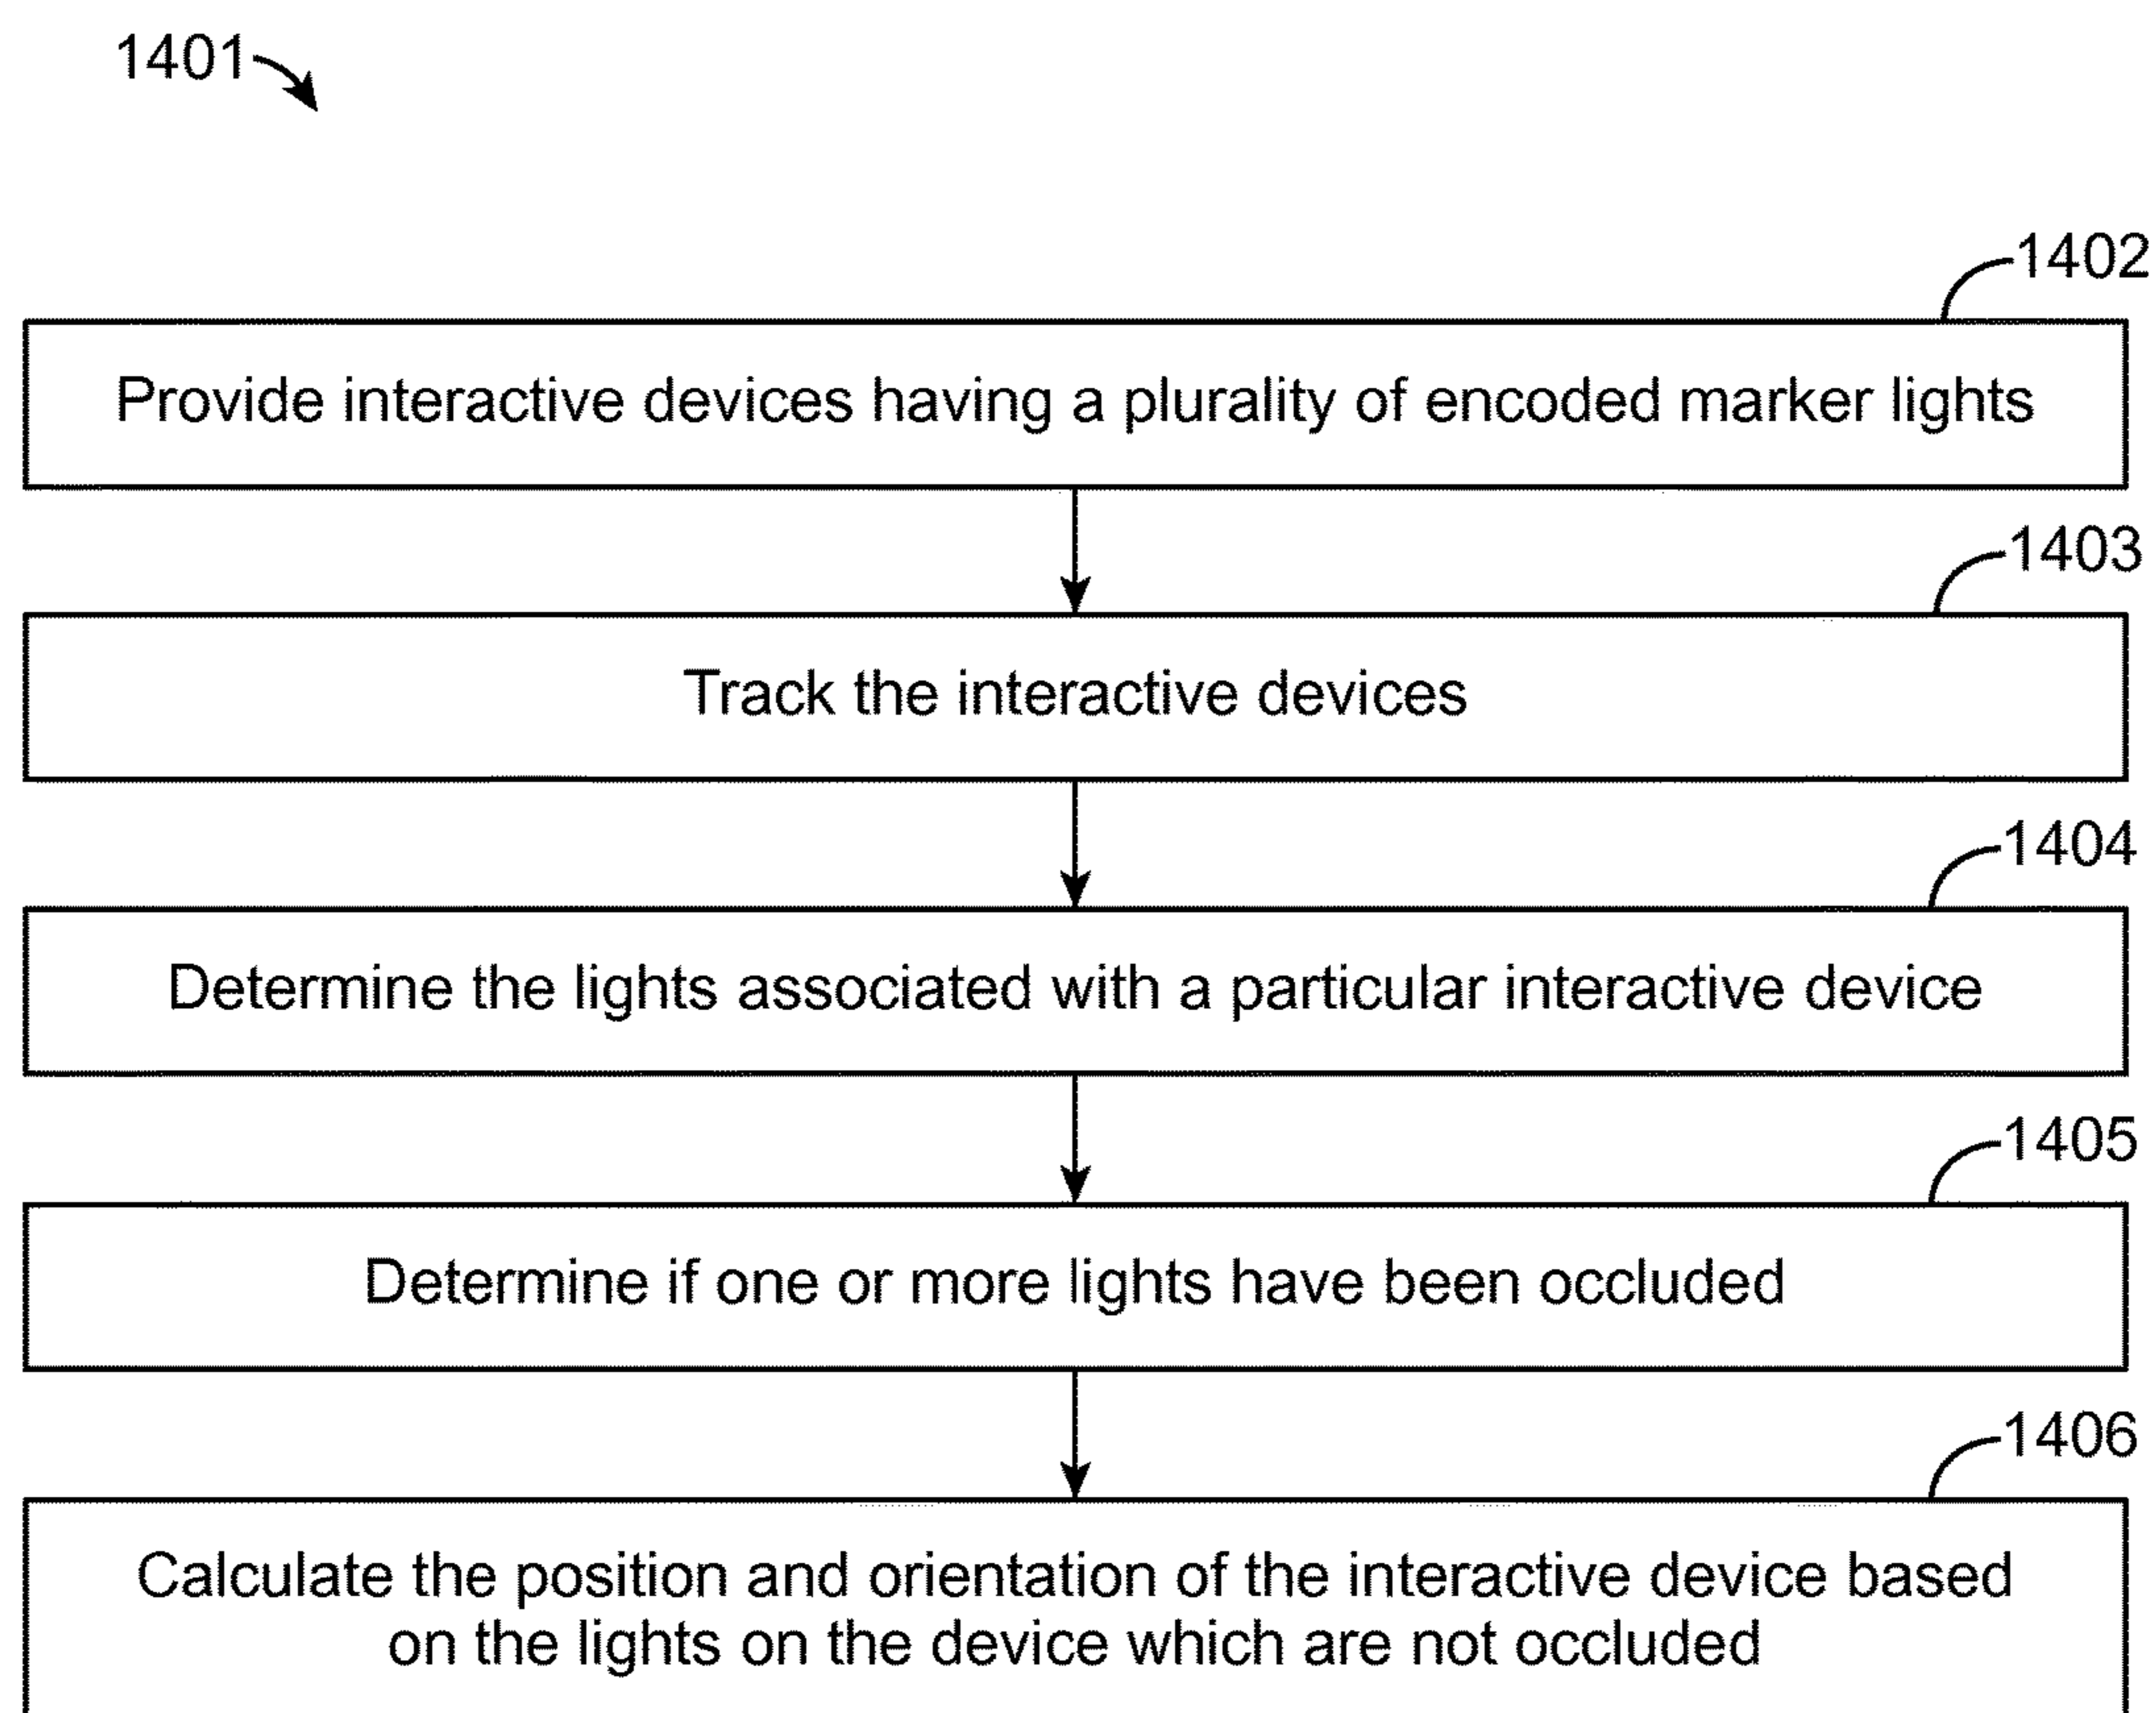 1401
1402
Provide interactive devices having a plurality of encoded marker lights
1403
Track the interactive devices
1404
Determine the lights associated with a particular interactive device
1405
Determine if one or more lights have been occluded
1406
Calculate the position and orientation of the interactive device based
on the lights on the device which are not occluded